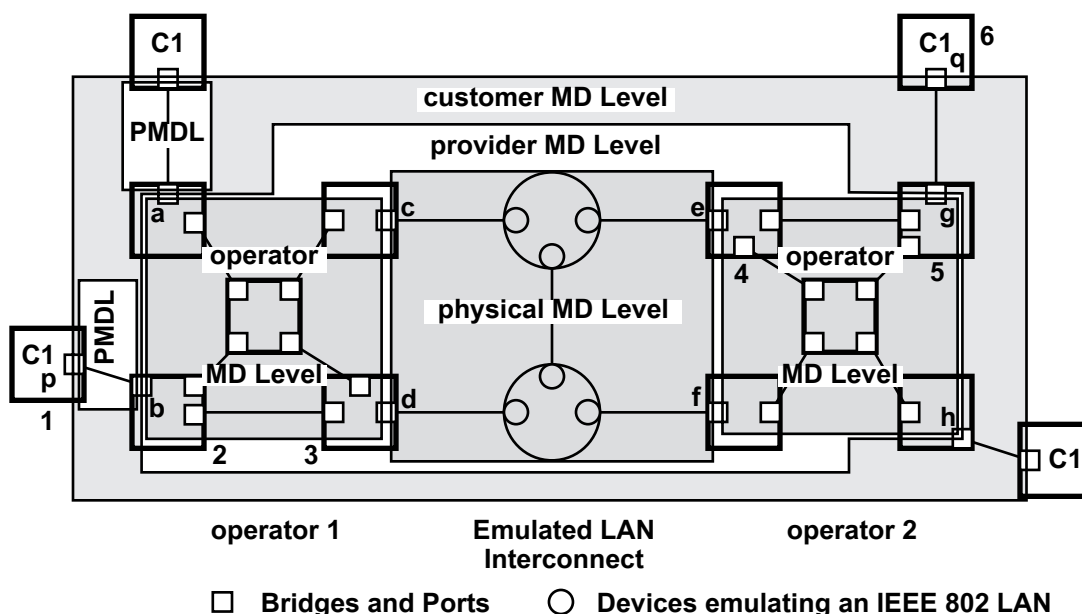 C1
C1
6
q
customer MD Level
PMDL
provider MD Level
a
c
e
g
operator
operator
4
5
PMDL
physical MD Level
C1
p
MD Level
MD Level
b
d
f
h
1
2
3
C1
operator 1
Emulated LAN
Interconnect
operator 2
Bridges and Ports
Devices emulating an IEEE 802 LAN